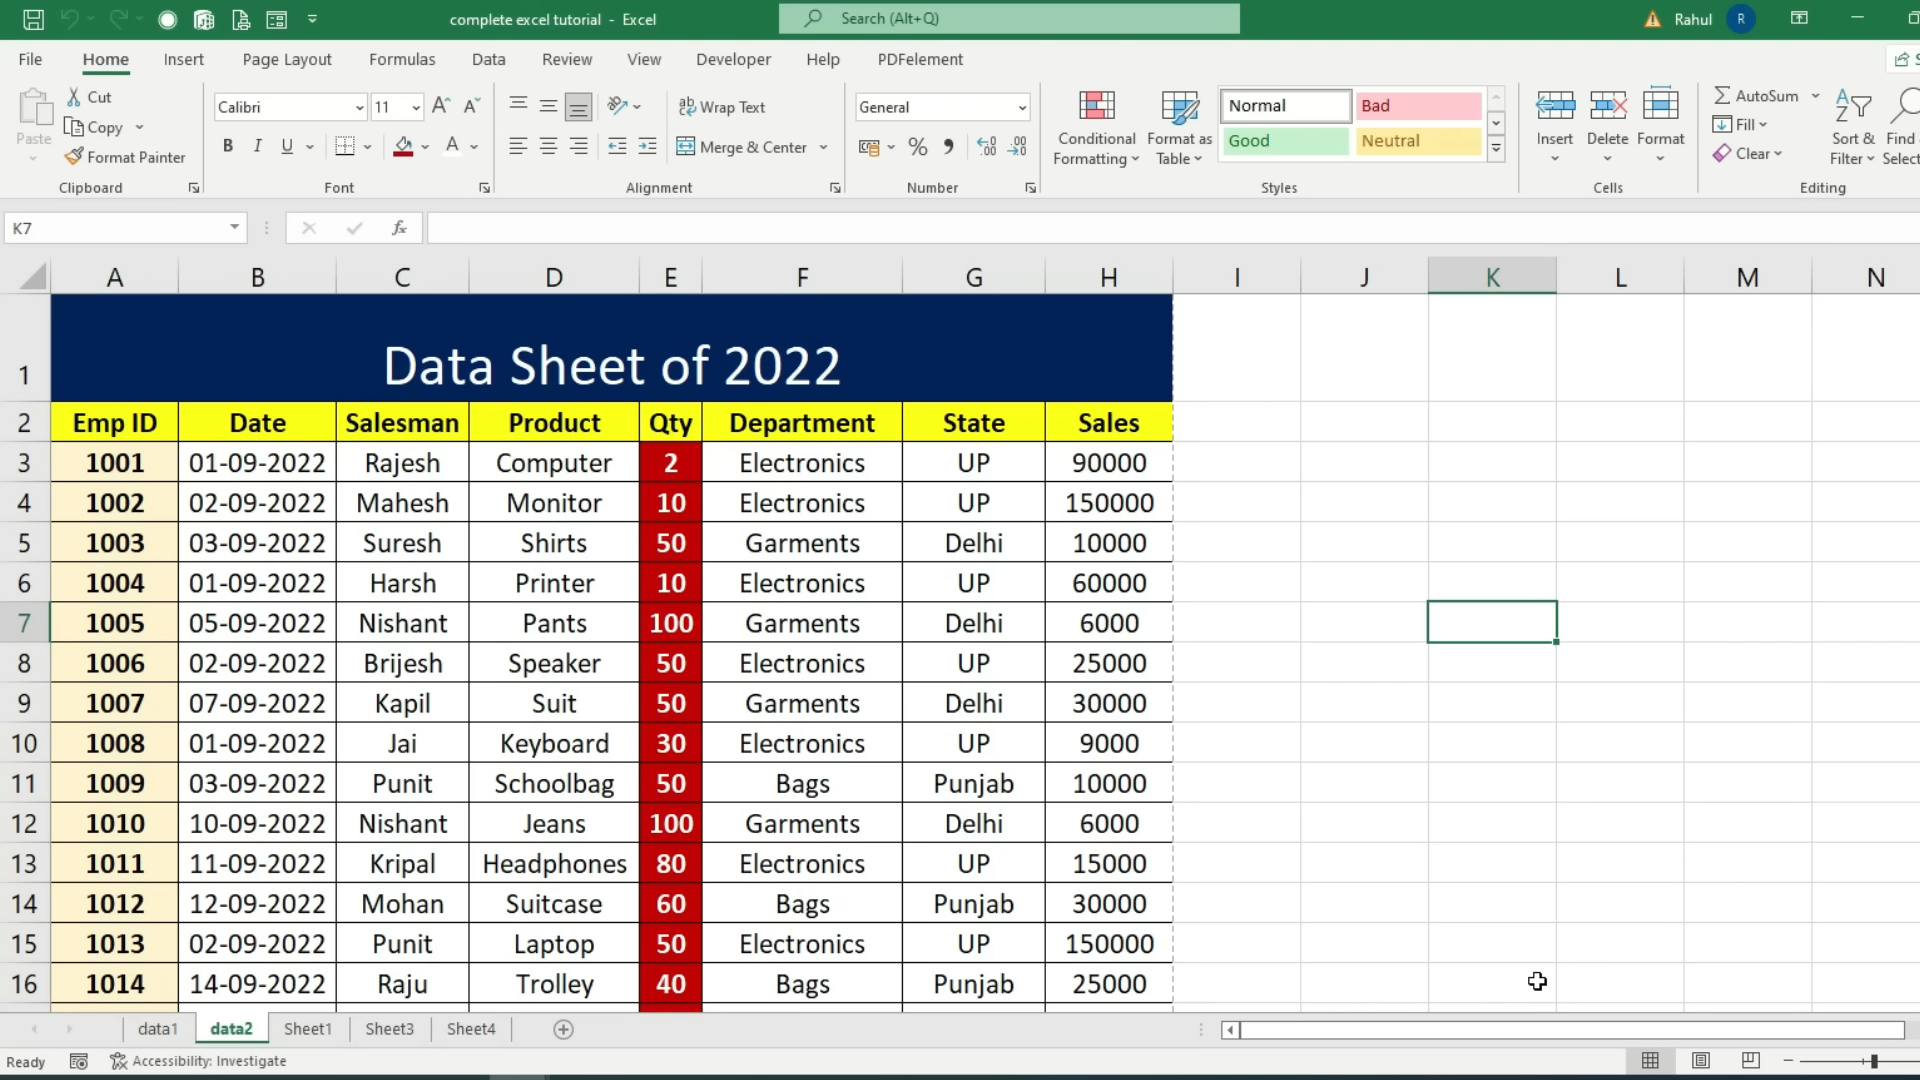 complete excel tutorial - Excel
Search (Alt+Q)
Rahul R
File Home Insert Page Layout Formulas Data Review View Developer Help PDFelement
Paste
Cut
Copy
Format Painter
Clipboard
Calibri 11 A A
B I U A
Font
ab Wrap Text
Merge & Center
Alignment
General
% 9
Number
Conditional Formatting
Format as Table
Normal Bad
Good Neutral
Styles
Insert Delete Format
Cells
AutoSum
Fill
Clear
Sort & Filter
Find Select
Editing
K7 fx
A B C D E F G H I J K L M N
1 Data Sheet of 2022
2 Emp ID Date Salesman Product Qty Department State Sales
3 1001 01-09-2022 Rajesh Computer 2 Electronics UP 90000
4 1002 02-09-2022 Mahesh Monitor 10 Electronics UP 150000
5 1003 03-09-2022 Suresh Shirts 50 Garments Delhi 10000
6 1004 01-09-2022 Harsh Printer 10 Electronics UP 60000
7 1005 05-09-2022 Nishant Pants 100 Garments Delhi 6000
8 1006 02-09-2022 Brijesh Speaker 50 Electronics UP 25000
9 1007 07-09-2022 Kapil Suit 50 Garments Delhi 30000
10 1008 01-09-2022 Jai Keyboard 30 Electronics UP 9000
11 1009 03-09-2022 Punit Schoolbag 50 Bags Punjab 10000
12 1010 10-09-2022 Nishant Jeans 100 Garments Delhi 6000
13 1011 11-09-2022 Kripal Headphones 80 Electronics UP 15000
14 1012 12-09-2022 Mohan Suitcase 60 Bags Punjab 30000
15 1013 02-09-2022 Punit Laptop 50 Electronics UP 150000
16 1014 14-09-2022 Raju Trolley 40 Bags Punjab 25000
data1 data2 Sheet1 Sheet3 Sheet4
Ready Accessibility: Investigate